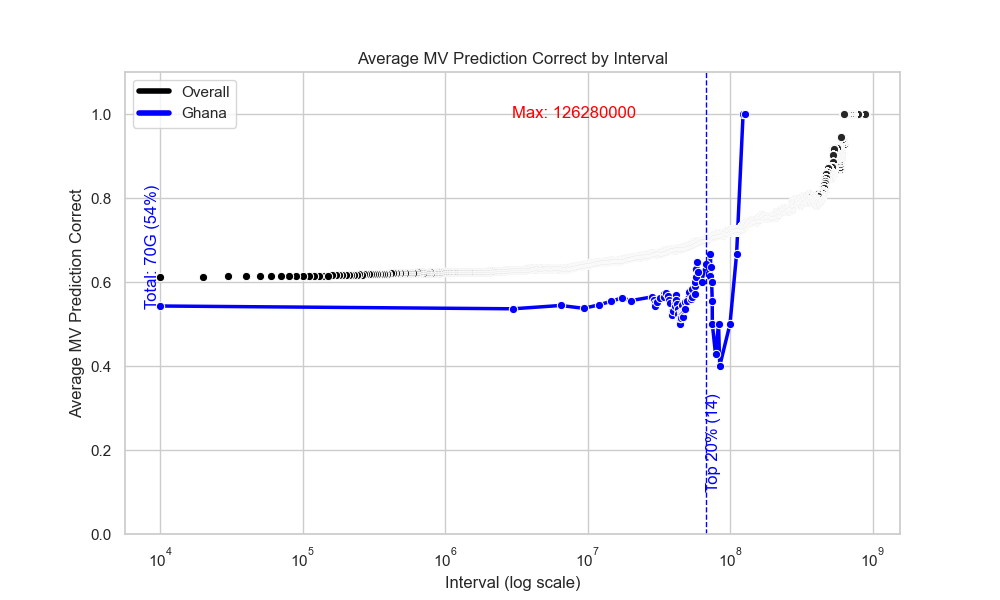 Average MV Prediction Correct by Interval
Overall
Ghana
Max: 126280000
Total: 70G (54%)
Top 20% (14)
Average MV Prediction Correct
1.0
0.8
0.6
0.4
0.2
0.0
10^4
10^5
10^6
10^7
10^8
10^9
Interval (log scale)